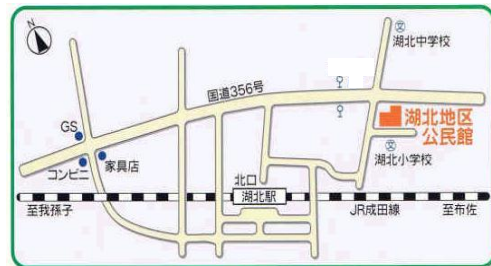 N
文
湖北中学校
国道356号
湖北地区
公民館
GS
コンビニ
家具店
文
湖北小学校
北口
湖北駅
至我孫子
JR成田線
至布佐